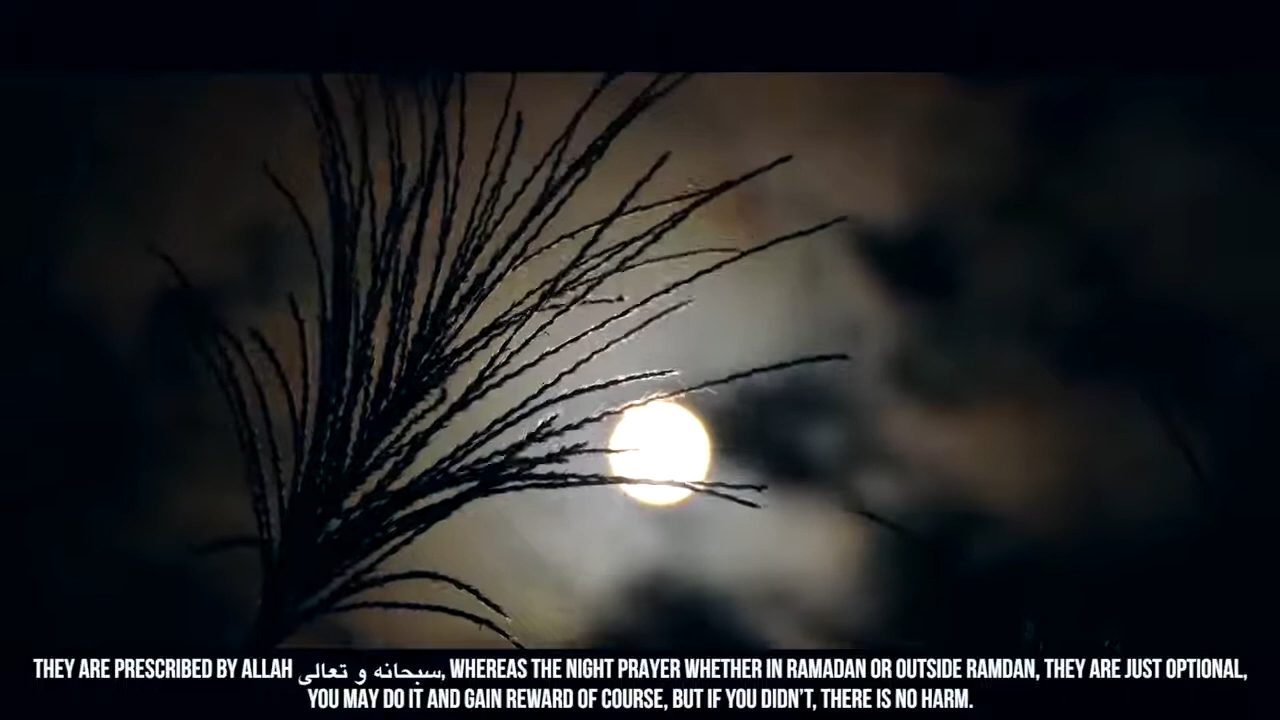 THEY ARE PRESCRIBED BY ALLAH سبحانه و تعالى, WHEREAS THE NIGHT PRAYER WHETHER IN RAMADAN OR OUTSIDE RAMDAN, THEY ARE JUST OPTIONAL,
YOU MAY DO IT AND GAIN REWARD OF COURSE, BUT IF YOU DIDN'T, THERE IS NO HARM.